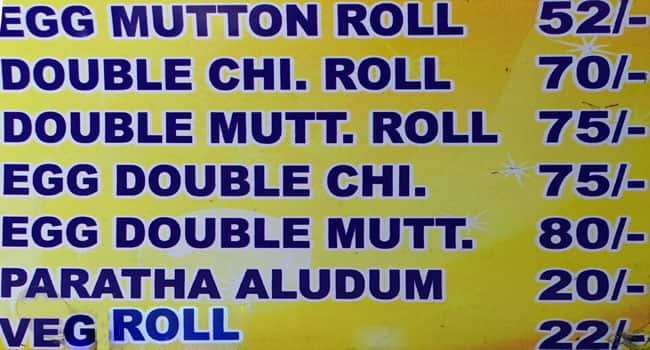 EGG MUTTON ROLL 52/-
DOUBLE CHI. ROLL 70/-
DOUBLE MUTT. ROLL 75/-
EGG DOUBLE CHI. 75/-
EGG DOUBLE MUTT. 80/-
PARATHA ALUDUM 20/-
VEG ROLL 22/-